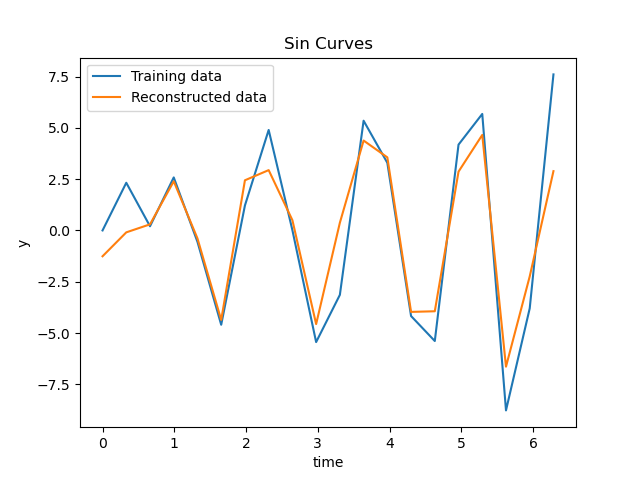 Sin Curves
Training data
Reconstructed data
7.5
5.0
2.5
0.0
−2.5
−5.0
−7.5
y
0 1 2 3 4 5 6
time